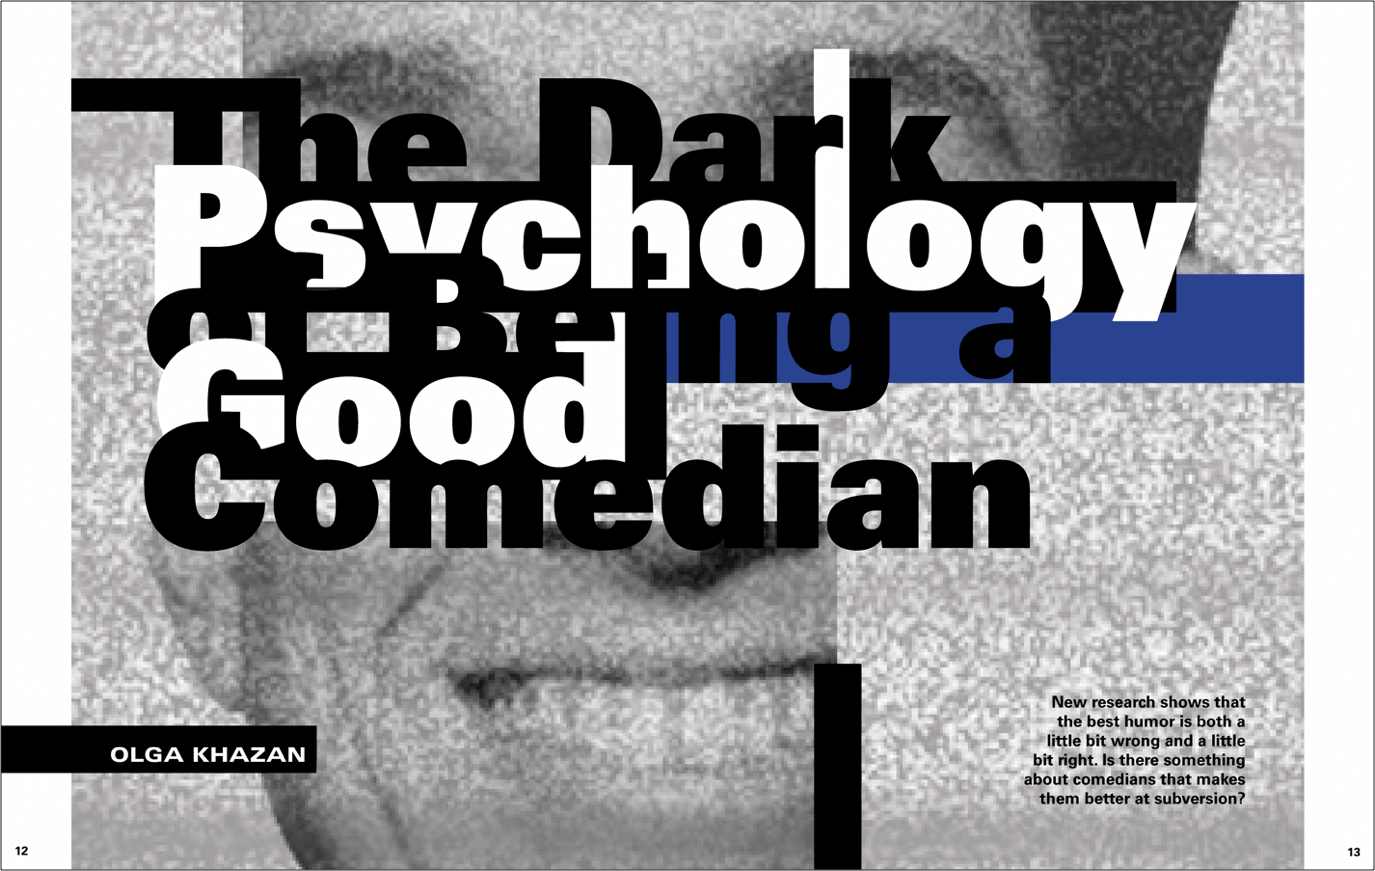 The Dark
Psychology
of Being a
Good
Comedian
OLGA KHAZAN
New research shows that
the best humor is both a
little bit wrong and a little
bit right. Is there something
about comedians that makes
them better at subversion?
12
13